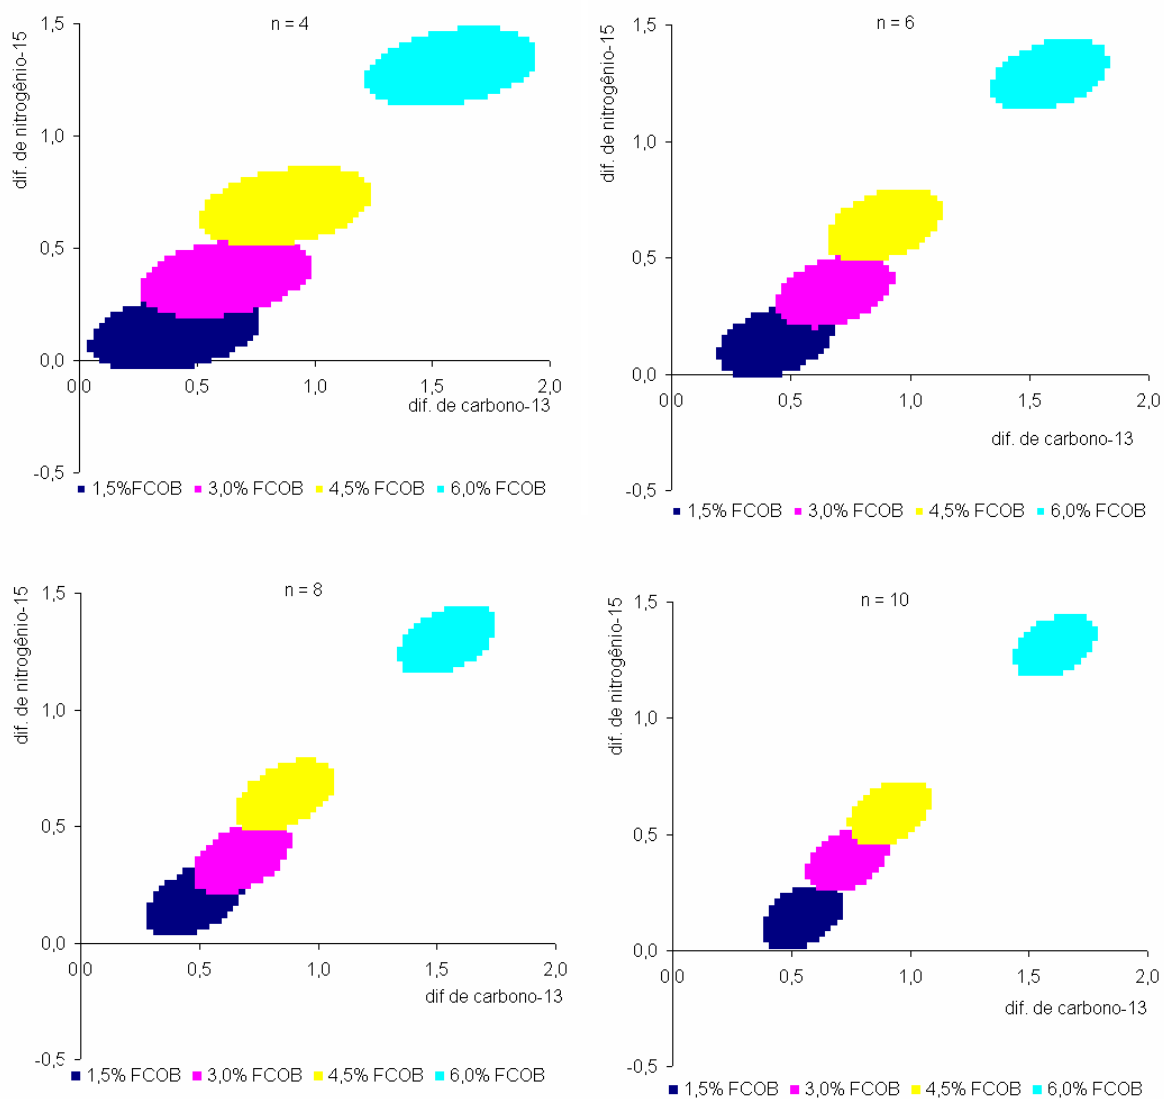 n = 4
dif. de nitrogênio-15
1,5
1,0
0,5
0,0
-0,5
0,0 0,5 1,0 1,5 2,0
dif. de carbono-13
1,5%FCOB 3,0% FCOB 4,5% FCOB 6,0% FCOB
n = 6
dif. de nitrogênio-15
1,5
1,0
0,5
0,0
-0,5
0,0 0,5 1,0 1,5 2,0
dif. de carbono-13
1,5% FCOB 3,0% FCOB 4,5% FCOB 6,0% FCOB
n = 8
dif. de nitrogênio-15
1,5
1,0
0,5
0,0
-0,5
0,0 0,5 1,0 1,5 2,0
dif de carbono-13
1,5% FCOB 3,0% FCOB 4,5% FCOB 6,0% FCOB
n = 10
dif. de nitrogênio-15
1,5
1,0
0,5
0,0
-0,5
0,0 0,5 1,0 1,5 2,0
dif. de carbono-13
1,5% FCOB 3,0% FCOB 4,5% FCOB 6,0% FCOB